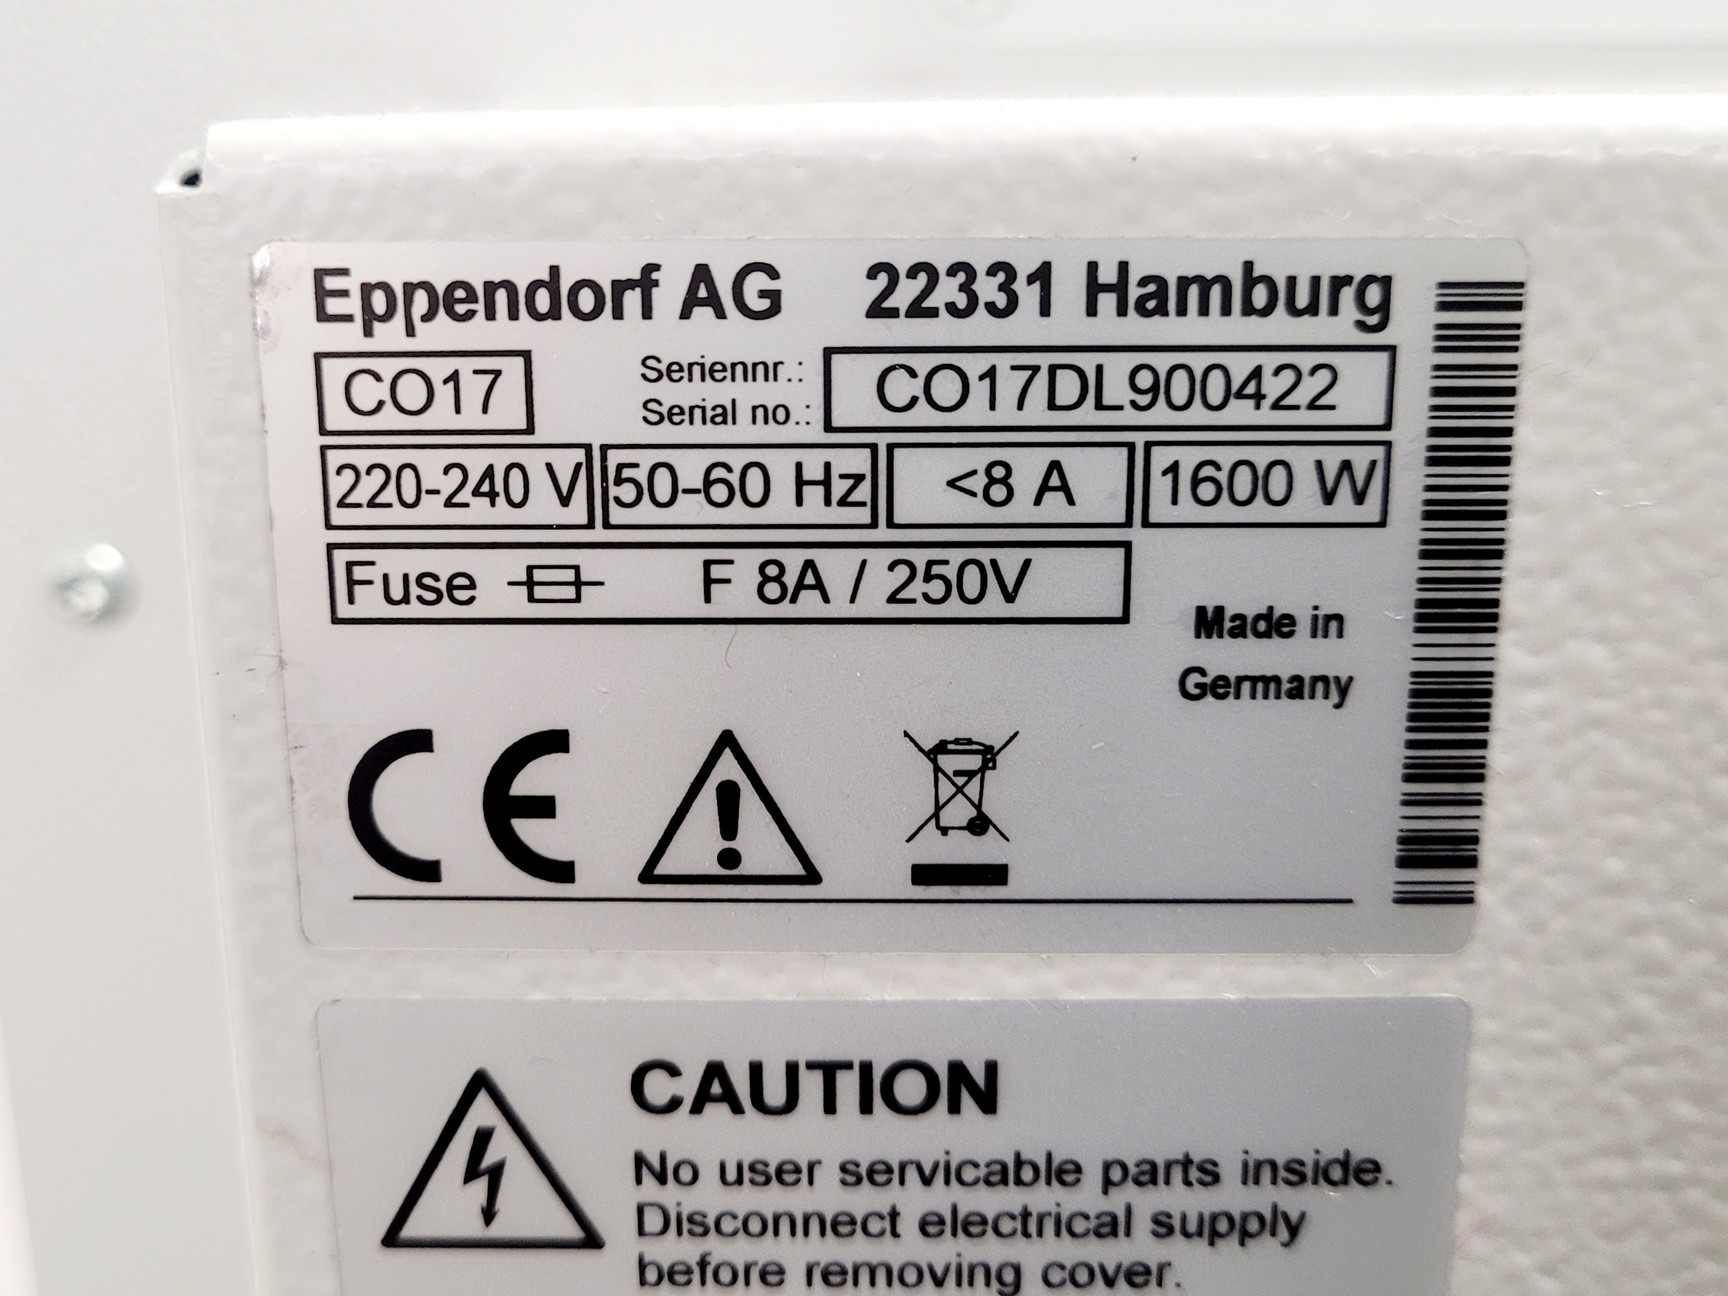 Eppendorf AG 22331 Hamburg
CO17 Seriennr.: CO17DL900422
Serial no.:
220-240 V 50-60 Hz <8 A 1600 W
Fuse F 8A / 250V
Made in
Germany
CE
CAUTION
No user servicable parts inside.
Disconnect electrical supply
before removing cover.